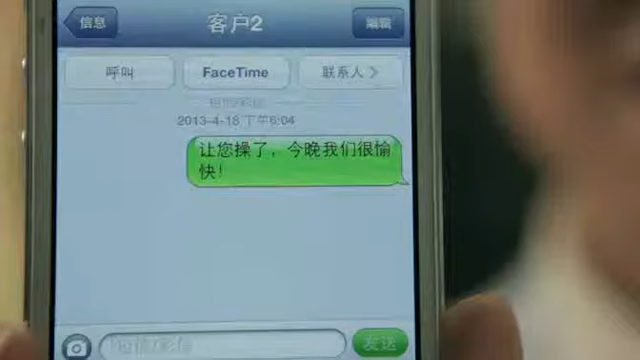 信息
客户2
编辑
呼叫
FaceTime
联系人
2013-4-18 下午6:04
让您操了，今晚我们很愉
快！
发送